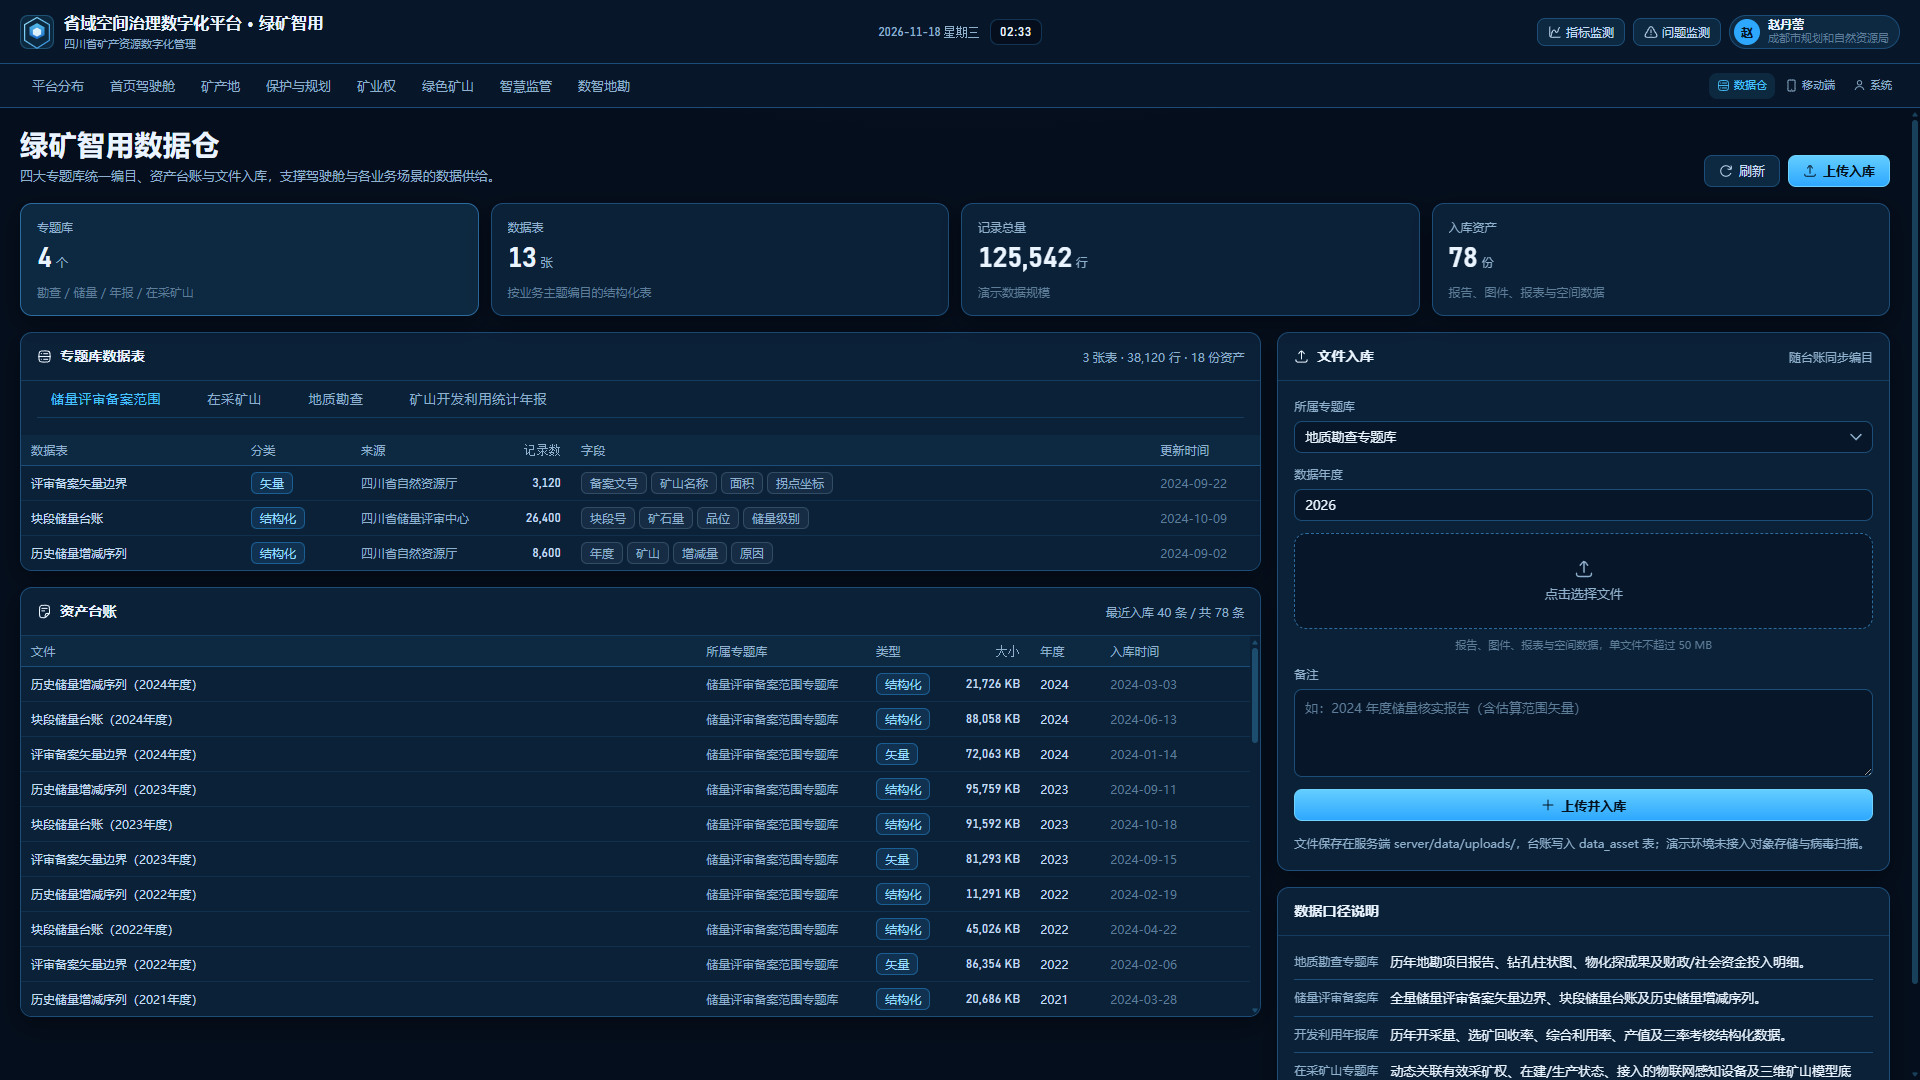 省域空间治理数字化平台 • 绿矿智用
四川省矿产资源数字化管理
2026-11-18 星期三 02:33
指标监测 问题监测 赵 赵丹蕾
成都市规划和自然资源局
平台分布 首页驾驶舱 矿产地 保护与规划 矿业权 绿色矿山 智慧监管 数智地勘
数据仓 移动端 系统
绿矿智用数据仓
四大专题库统一编目、资产台账与文件入库，支撑驾驶舱与各业务场景的数据供给。
刷新 上传入库
专题库
4 个
勘查 / 储量 / 年报 / 在采矿山
数据表
13 张
按业务主题编目的结构化表
记录总量
125,542 行
演示数据规模
入库资产
78 份
报告、图件、报表与空间数据
专题库数据表 3 张表 · 38,120 行 · 18 份资产
储量评审备案范围 在采矿山 地质勘查 矿山开发利用统计年报
数据表 分类 来源 记录数 字段 更新时间
评审备案矢量边界 矢量 四川省自然资源厅 3,120 备案文号 矿山名称 面积 拐点坐标 2024-09-22
块段储量台账 结构化 四川省储量评审中心 26,400 块段号 矿石量 品位 储量级别 2024-10-09
历史储量增减序列 结构化 四川省自然资源厅 8,600 年度 矿山 增减量 原因 2024-09-02
资产台账 最近入库 40 条 / 共 78 条
文件 所属专题库 类型 大小 年度 入库时间
历史储量增减序列（2024年度） 储量评审备案范围专题库 结构化 21,726 KB 2024 2024-03-03
块段储量台账（2024年度） 储量评审备案范围专题库 结构化 88,058 KB 2024 2024-06-13
评审备案矢量边界（2024年度） 储量评审备案范围专题库 矢量 72,063 KB 2024 2024-01-14
历史储量增减序列（2023年度） 储量评审备案范围专题库 结构化 95,759 KB 2023 2024-09-11
块段储量台账（2023年度） 储量评审备案范围专题库 结构化 91,592 KB 2023 2024-10-18
评审备案矢量边界（2023年度） 储量评审备案范围专题库 矢量 81,293 KB 2023 2024-09-15
历史储量增减序列（2022年度） 储量评审备案范围专题库 结构化 11,291 KB 2022 2024-02-19
块段储量台账（2022年度） 储量评审备案范围专题库 结构化 45,026 KB 2022 2024-04-22
评审备案矢量边界（2022年度） 储量评审备案范围专题库 矢量 86,354 KB 2022 2024-02-06
历史储量增减序列（2021年度） 储量评审备案范围专题库 结构化 20,686 KB 2021 2024-03-28
文件入库 随台账同步编目
所属专题库
地质勘查专题库
数据年度
2026
点击选择文件
报告、图件、报表与空间数据，单文件不超过 50 MB
备注
如：2024 年度储量核实报告（含估算范围矢量）
上传并入库
文件保存在服务端 server/data/uploads/，台账写入 data_asset 表；演示环境未接入对象存储与病毒扫描。
数据口径说明
地质勘查专题库 历年地勘项目报告、钻孔柱状图、物化探成果及财政/社会资金投入明细。
储量评审备案库 全量储量评审备案矢量边界、块段储量台账及历史储量增减序列。
开发利用年报库 历年开采量、选矿回收率、综合利用率、产值及三率考核结构化数据。
在采矿山专题库 动态关联有效采矿权、在建/生产状态、接入的物联网感知设备及三维矿山模型底